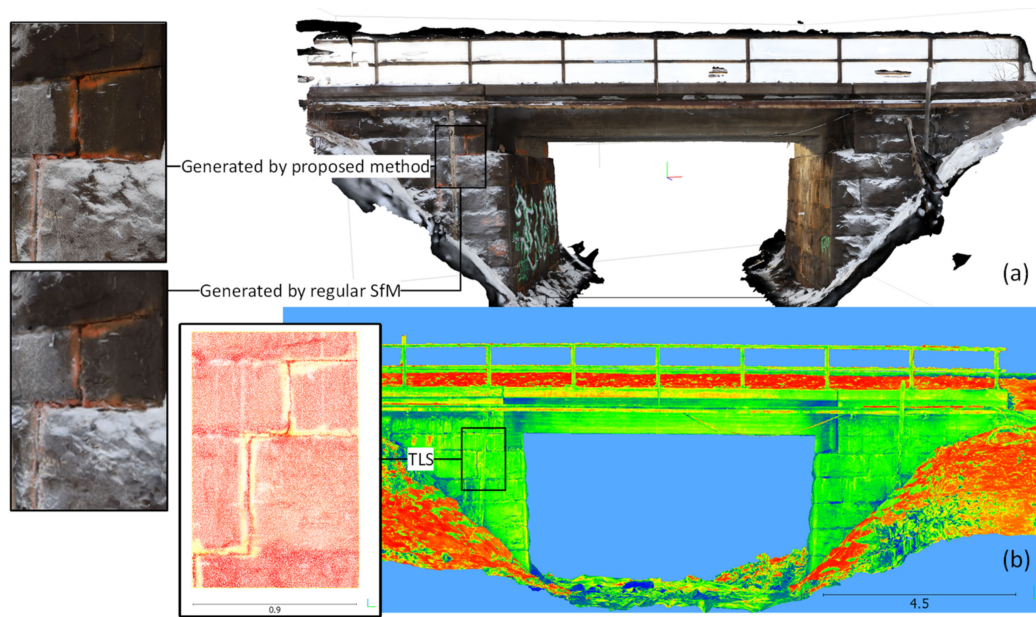 Generated by proposed method
(a)
Generated by regular SfM
TLS
(b)
0.9
4.5